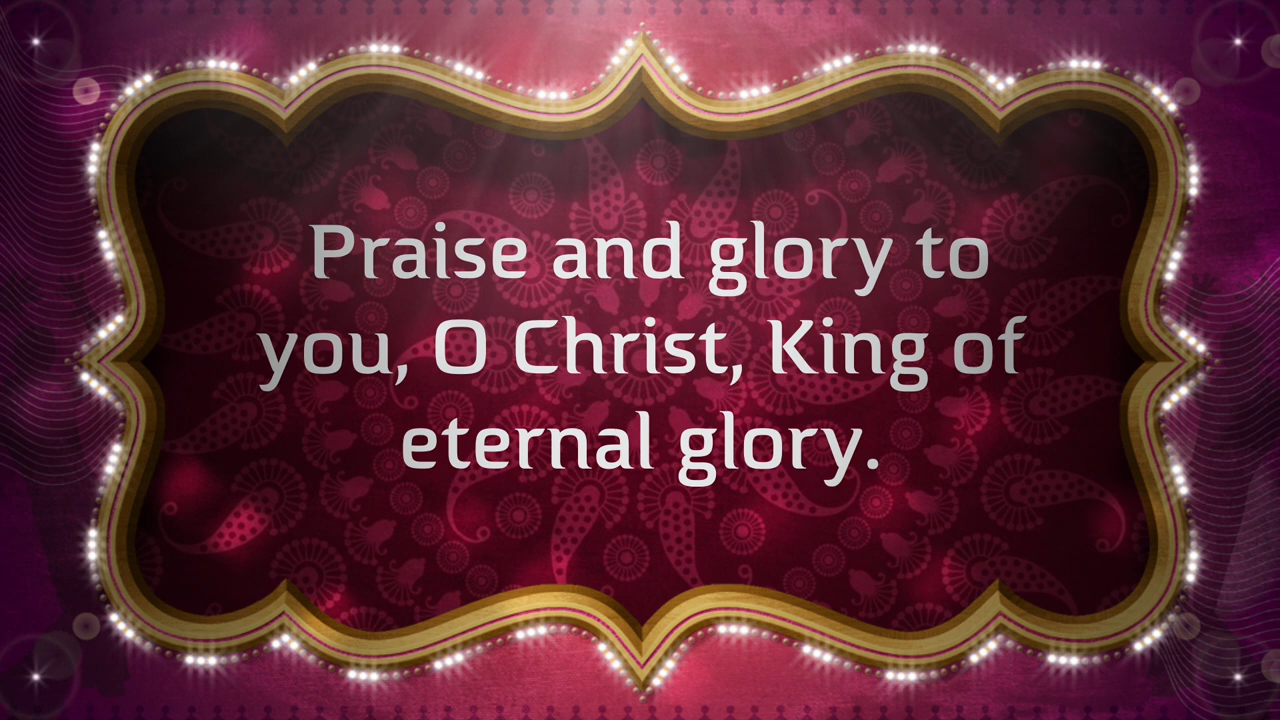 Praise and glory to
you, O Christ, King of
eternal glory.